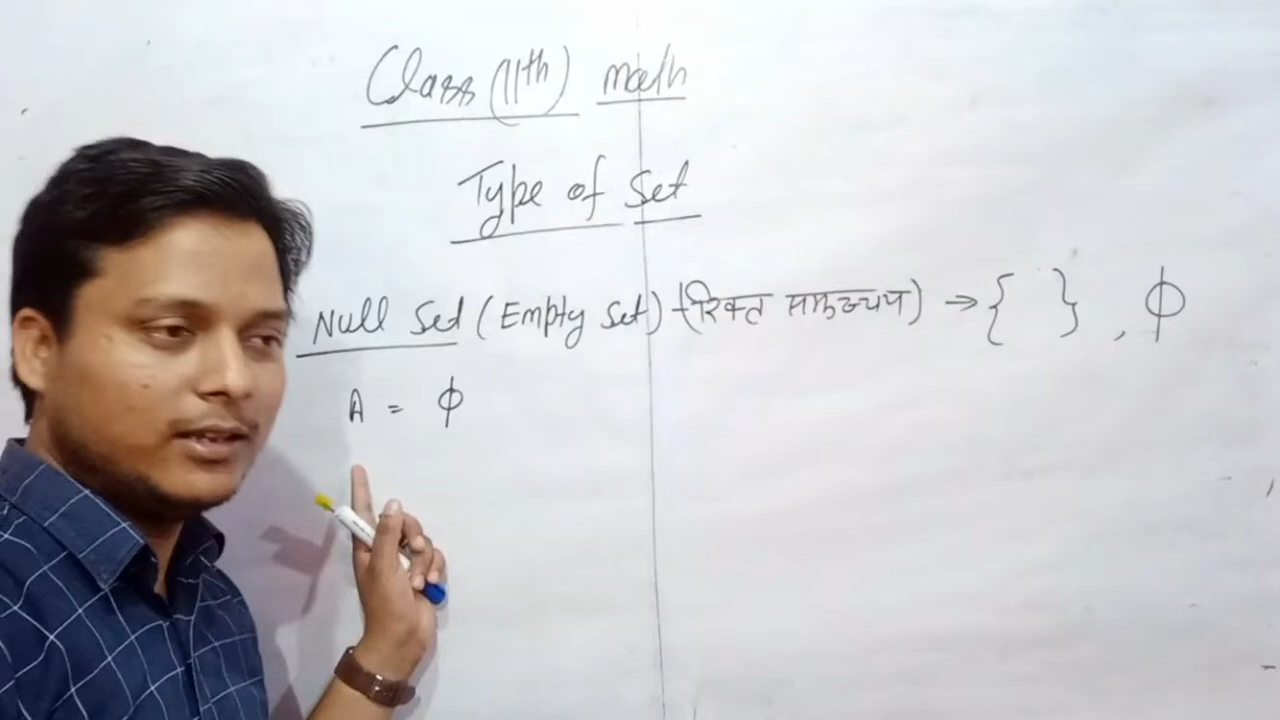 Class (11th) math
Type of Set
Null Set (Empty Set) (रिक्त समुच्चय) → { } , ϕ
A = ϕ